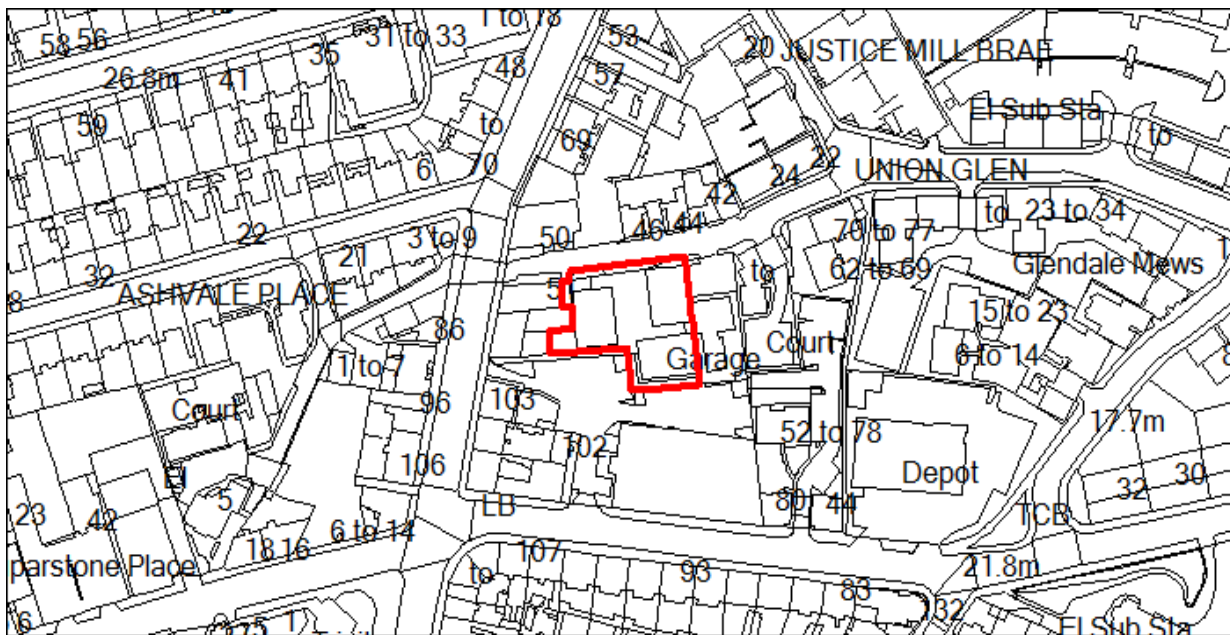 1 to 18
58
56
31 to 33
53
20
JUSTICE MILL BRAE
35
26.8m
41
48
57
El Sub Sta
59
to
69
to
6
70
22
UNION GLEN
24
42
44
46
50
22
3 to 9
21
32
8
ASHVALE PLACE
70 to 77
to
23 to 34
62 to 69
to
Glendale Mews
5
86
15 to 23
Court
Garage
6 to 14
1 to 7
Court
96
103
102
52 to 78
17.7m
106
Depot
30
32
El
5
23
42
LB
80
44
TCB
6 to 14
18
16
parstone Place
107
to
93
83
21.8m
32
6
1
El Sub Sta